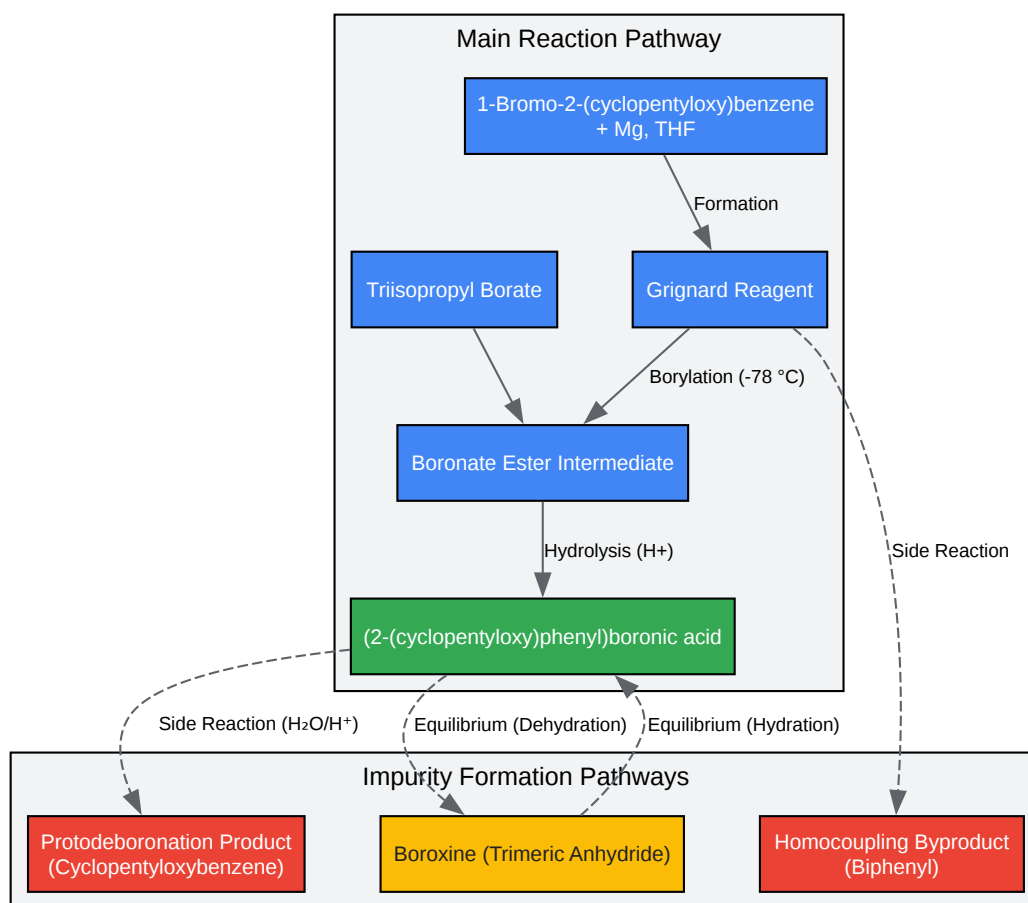 Main Reaction Pathway
1-Bromo-2-(cyclopentyloxy)benzene
+ Mg, THF
Formation
Triisopropyl Borate
Grignard Reagent
Borylation (-78 °C)
Boronate Ester Intermediate
Hydrolysis (H+)
Side Reaction
(2-(cyclopentyloxy)phenyl)boronic acid
Side Reaction (H₂O/H⁺)
Equilibrium (Dehydration)
Equilibrium (Hydration)
Impurity Formation Pathways
Protodeboronation Product
(Cyclopentyloxybenzene)
Boroxine (Trimeric Anhydride)
Homocoupling Byproduct
(Biphenyl)